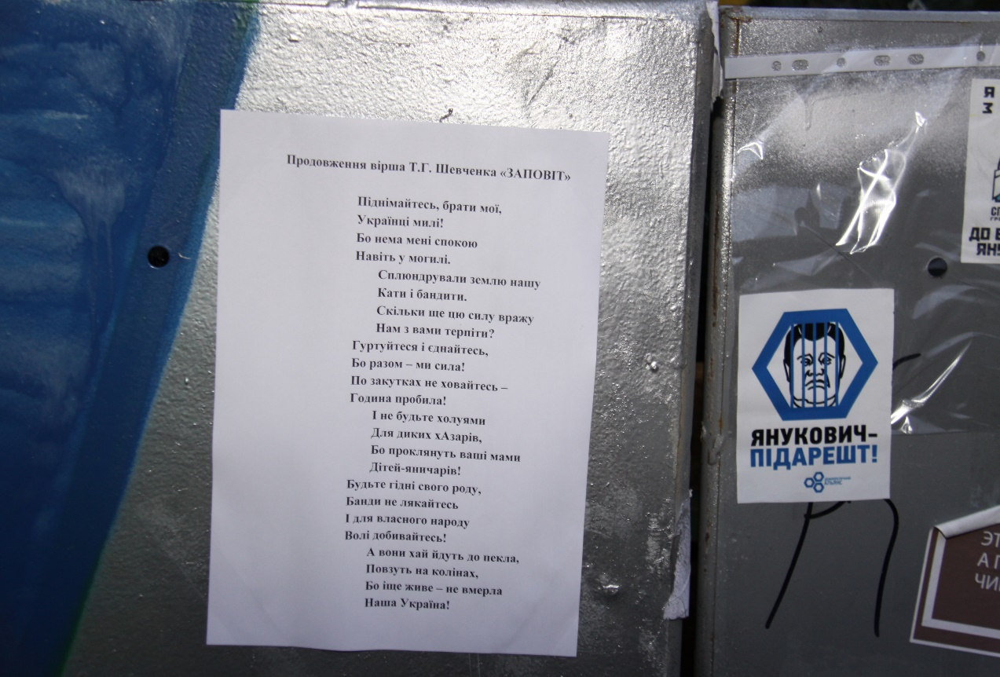 Продовження вірша Т.Г. Шевченка «ЗАПОВІТ»
Піднімайтесь, брати мої,
Українці милі!
Бо нема мені спокою
Навіть у могилі.
Сплюндрували землю нашу
Кати і бандити.
Скільки ще цю силу вражу
Нам з вами терпіти?
Гуртуйтеся і єднайтесь,
Бо разом – ми сила!
По закутках не ховайтесь –
Година пробила!
І не будьте холуями
Для диких хАзарів,
Бо проклянуть ваші мами
Дітей-яничарів!
Будьте гідні свого роду,
Банди не лякайтесь
І для власного народу
Волі добивайтесь!
А вони хай йдуть до пекла,
Повзуть на колінах,
Бо іще живе – не вмерла
Наша Україна!
ЯНУКОВИЧ–
ПІДАРЕШТ!
Я
З
ДО
ЭТ
А
ЧИ